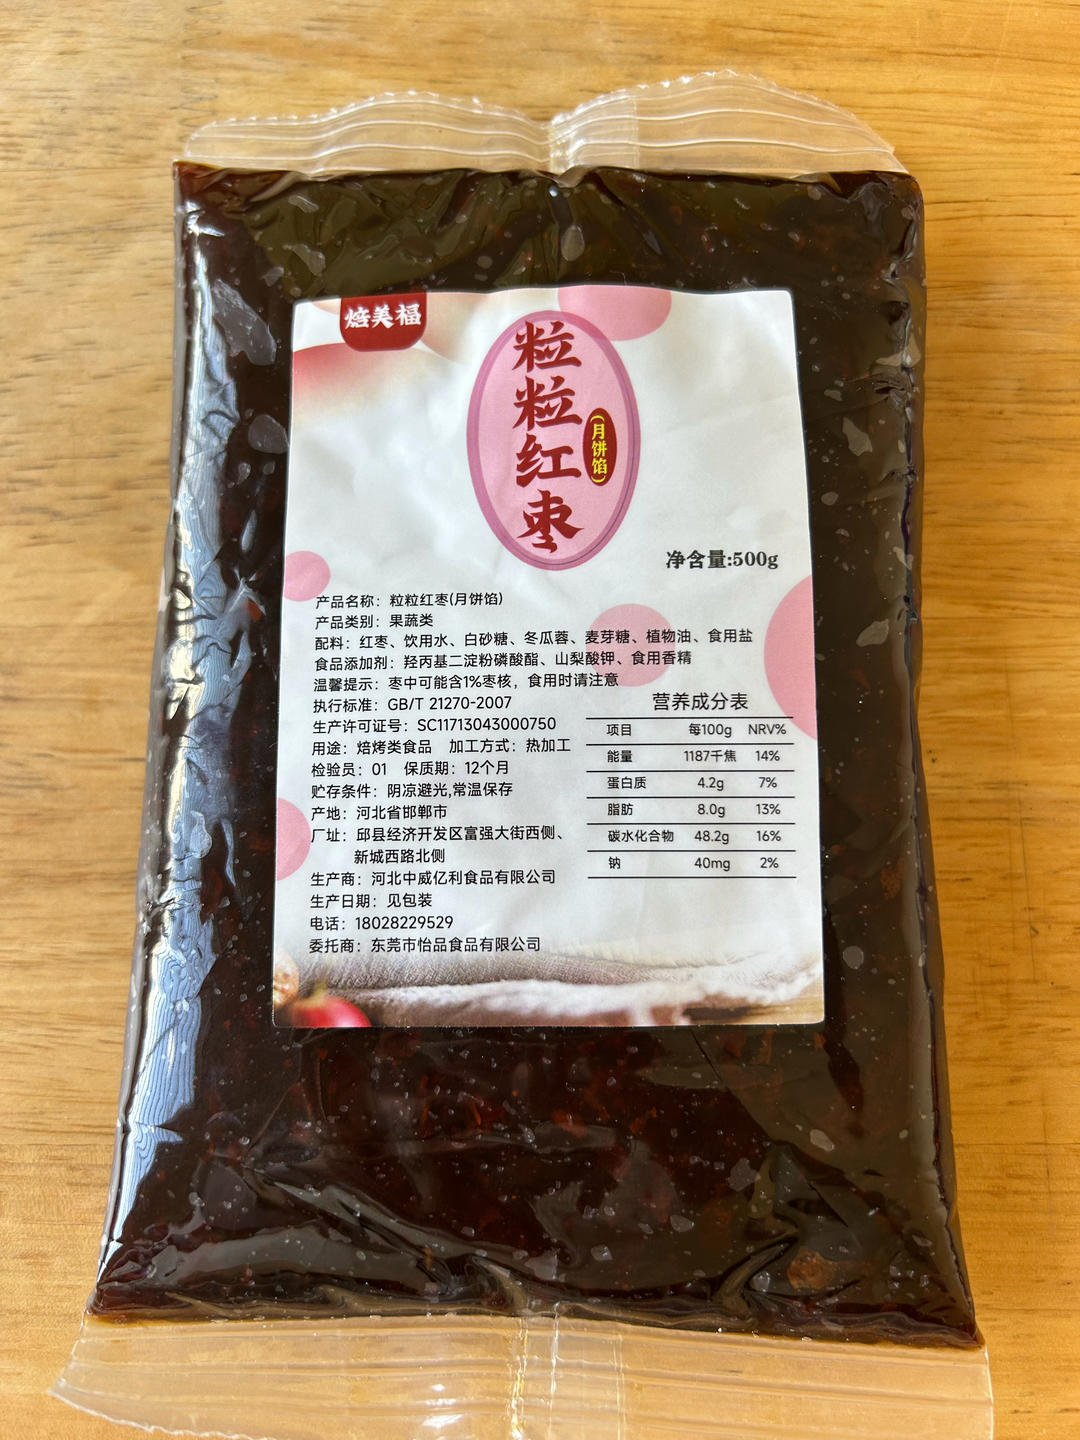 焙美福
粒粒红枣
(月饼馅)
净含量:500g
产品名称：粒粒红枣(月饼馅)
产品类别：果蔬类
配料：红枣、饮用水、白砂糖、冬瓜蓉、麦芽糖、植物油、食用盐
食品添加剂：羟丙基二淀粉磷酸酯、山梨酸钾、食用香精
温馨提示：枣中可能含1%枣核，食用时请注意
执行标准：GB/T 21270-2007
生产许可证号：SC11713043000750
用途：焙烤类食品 加工方式：热加工
检验员：01 保质期：12个月
贮存条件：阴凉避光,常温保存
产地：河北省邯郸市
厂址：邱县经济开发区富强大街西侧、
新城西路北侧
生产商：河北中威亿利食品有限公司
生产日期：见包装
电话：18028229529
委托商：东莞市怡品食品有限公司
营养成分表
项目 每100g NRV%
能量 1187千焦 14%
蛋白质 4.2g 7%
脂肪 8.0g 13%
碳水化合物 48.2g 16%
钠 40mg 2%